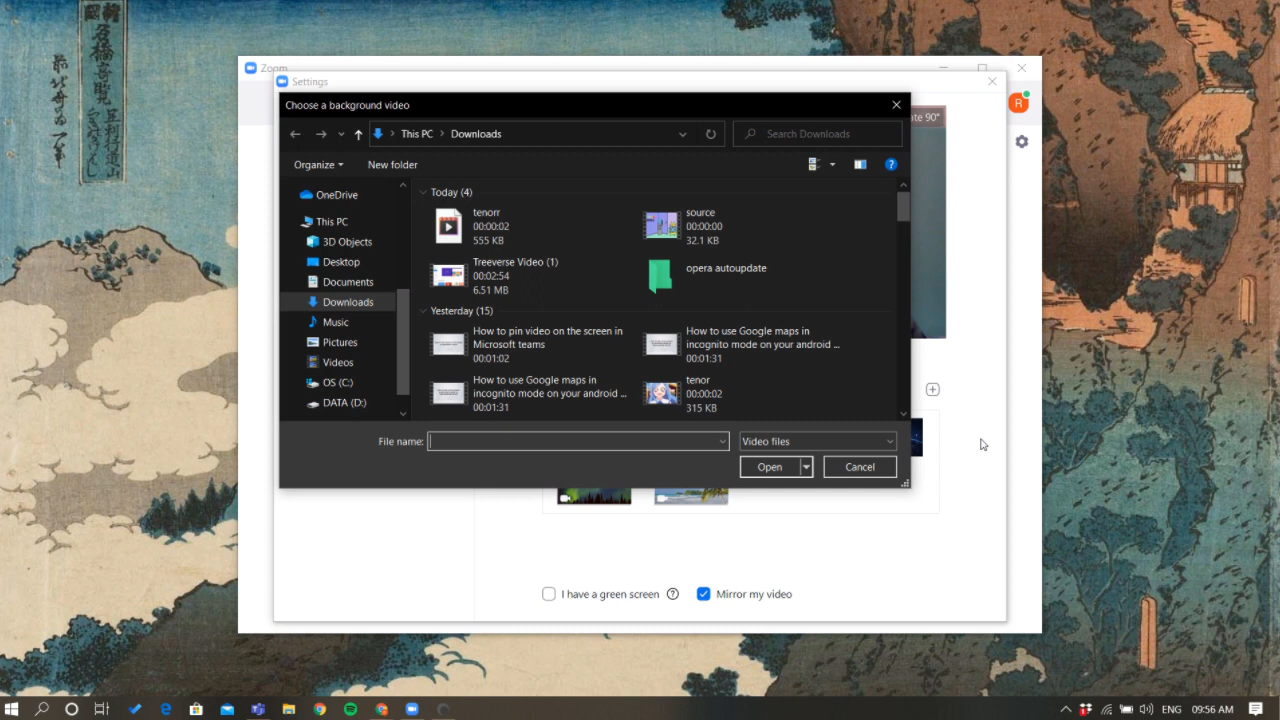 Zoom
Settings
Choose a background video
ate 90°
R
This PC
Downloads
Search Downloads
Organize
New folder
OneDrive
This PC
3D Objects
Desktop
Documents
Downloads
Music
Pictures
Videos
OS (C:)
DATA (D:)
Today (4)
tenorr
00:00:02
555 KB
source
00:00:00
32.1 KB
Treeverse Video (1)
00:02:54
6.51 MB
opera autoupdate
Yesterday (15)
How to pin video on the screen in
Microsoft teams
00:01:02
How to use Google maps in
incognito mode on your android ...
00:01:31
How to use Google maps in
incognito mode on your android ...
00:01:31
tenor
00:00:02
315 KB
File name:
Video files
Open
Cancel
I have a green screen
Mirror my video
ENG
09:56 AM